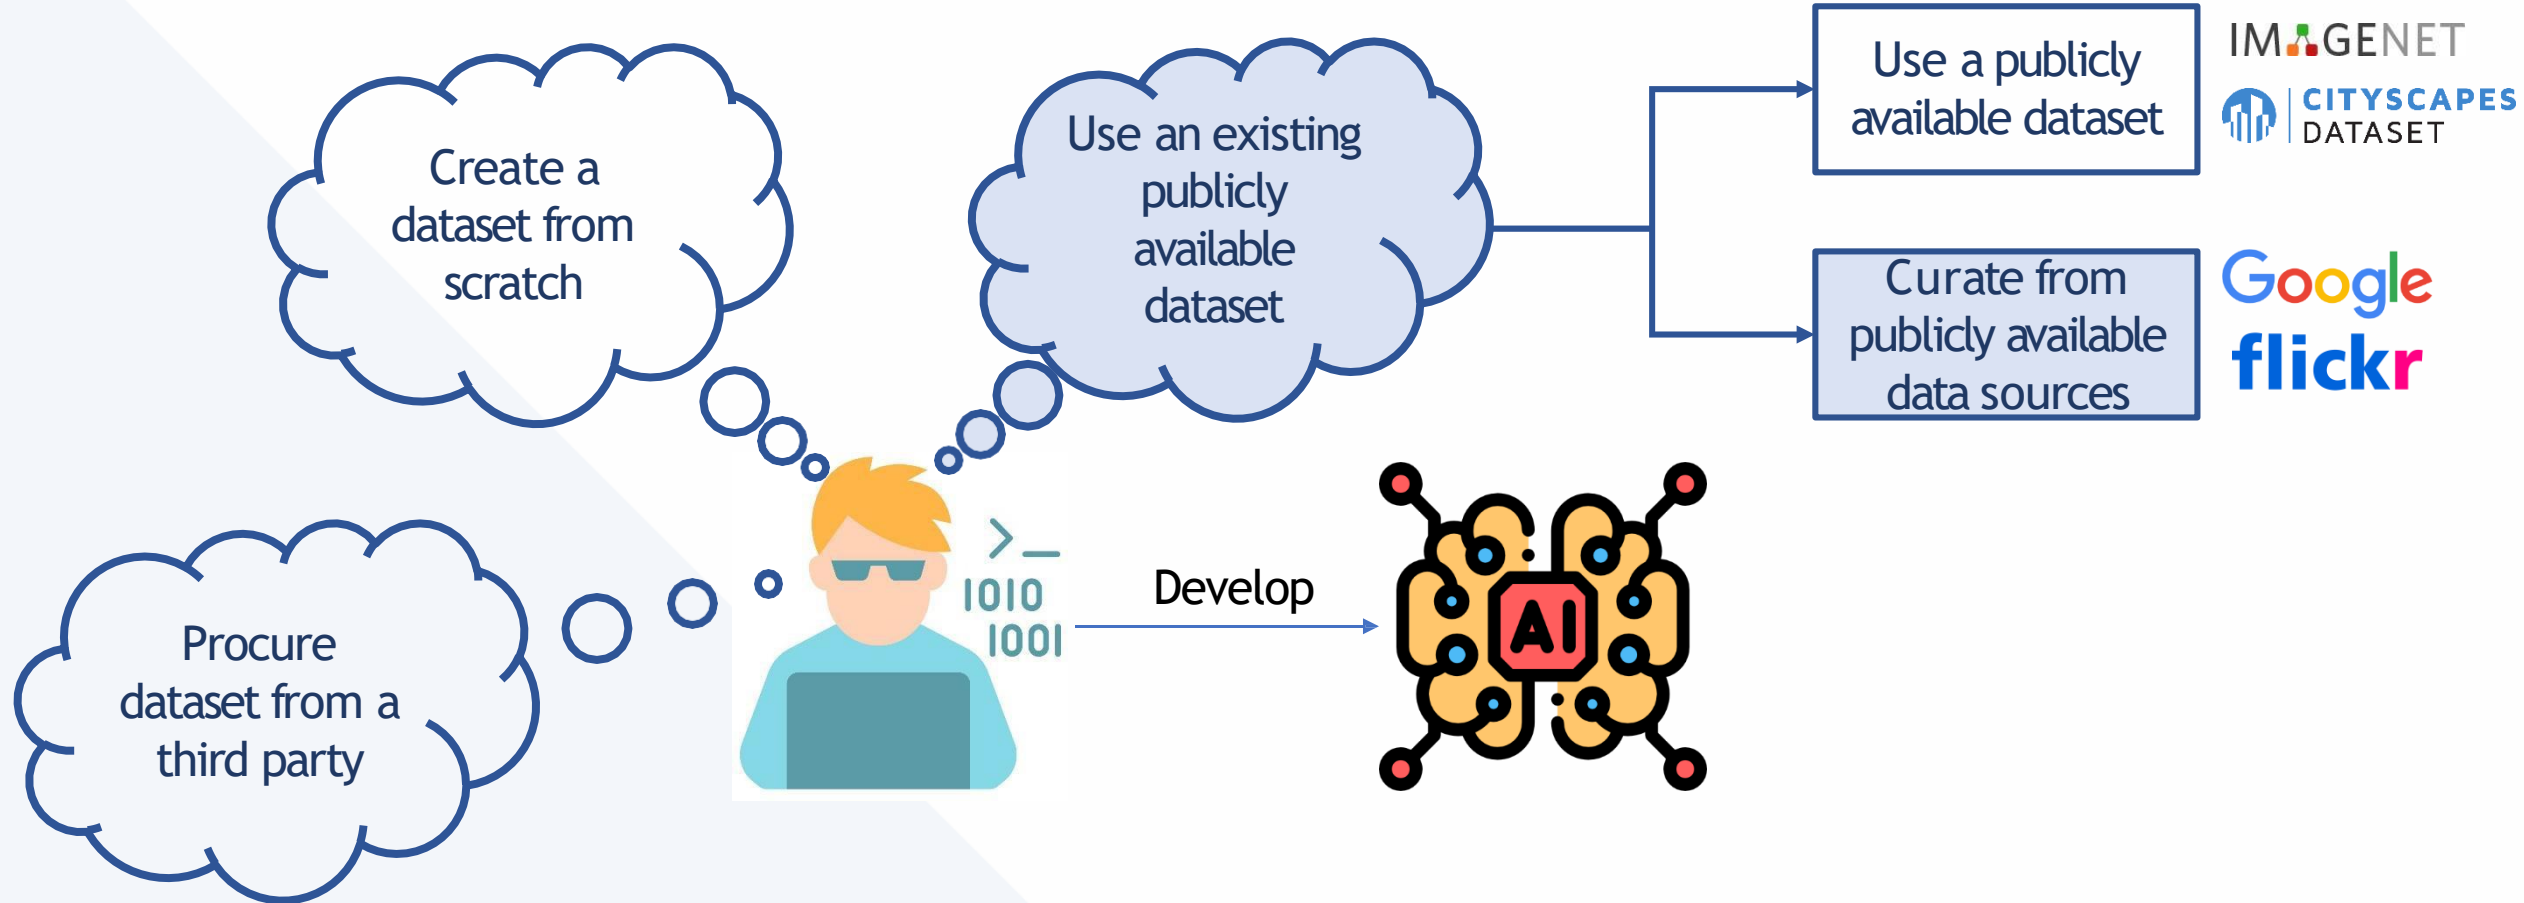 Create a
dataset from
scratch
Use an existing
publicly
available
dataset
Use a publicly
available dataset
IMAGENET
CITYSCAPES
DATASET
Curate from
publicly available
data sources
Google
flickr
Procure
dataset from a
third party
>_
1010
1001
Develop
AI